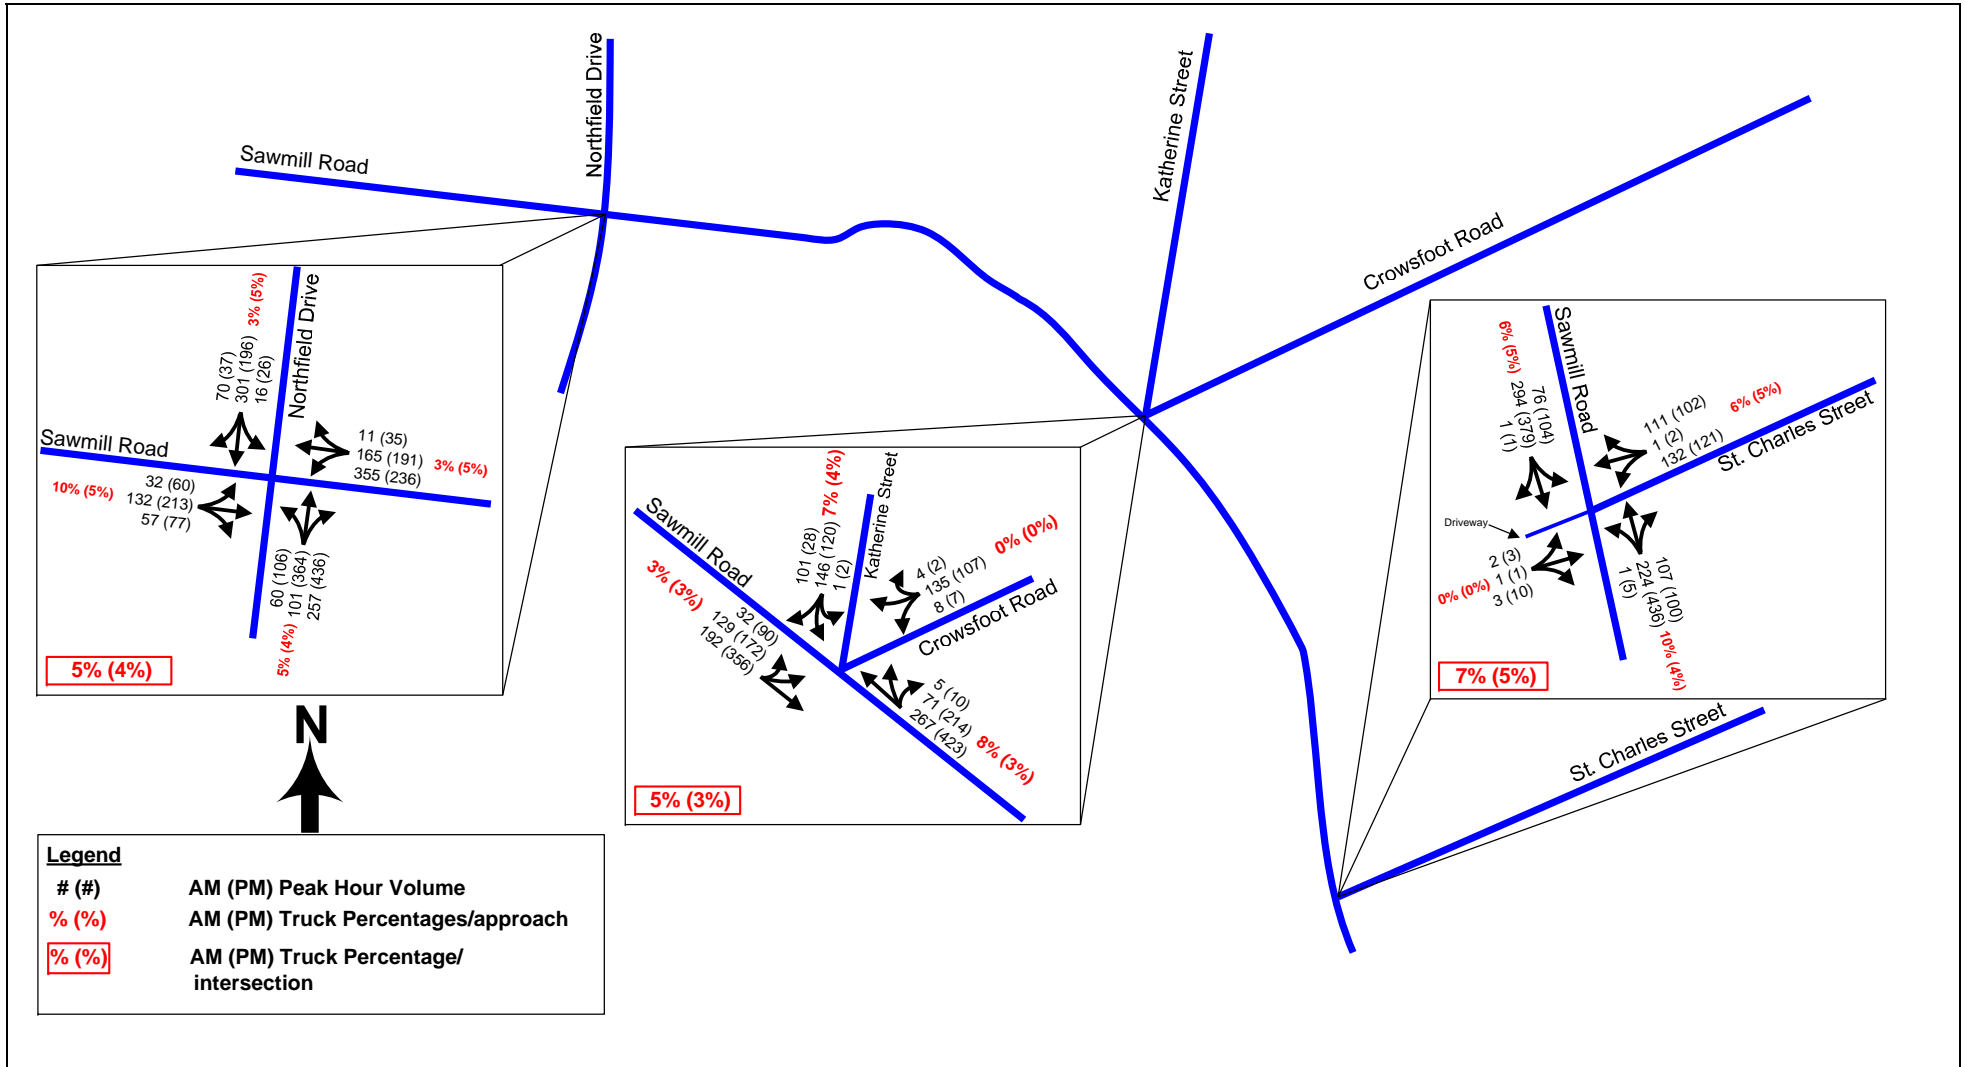 Northfield Drive
Sawmill Road
Katherine Street
Crowsfoot Road
3% (5%)
70 (37)
301 (196)
16 (26)
Northfield Drive
Sawmill Road
11 (35)
165 (191)
355 (236)
3% (5%)
10% (5%)
32 (60)
132 (213)
57 (77)
60 (106)
101 (364)
257 (436)
5% (4%)
5% (4%)
Sawmill Road
3% (3%)
32 (90)
129 (172)
192 (356)
101 (28)
146 (120)
1 (2)
7% (4%)
Katherine Street
4 (2)
135 (107)
8 (7)
0% (0%)
Crowsfoot Road
5 (10)
71 (214)
267 (423)
8% (3%)
5% (3%)
6% (5%)
76 (104)
294 (379)
1 (1)
Sawmill Road
111 (102)
1 (2)
132 (121)
6% (5%)
St. Charles Street
Driveway
0% (0%)
2 (3)
1 (1)
3 (10)
107 (100)
224 (436)
1 (5)
10% (4%)
7% (5%)
St. Charles Street
N
Legend
# (#) AM (PM) Peak Hour Volume
% (%) AM (PM) Truck Percentages/approach
% (%) AM (PM) Truck Percentage/
intersection